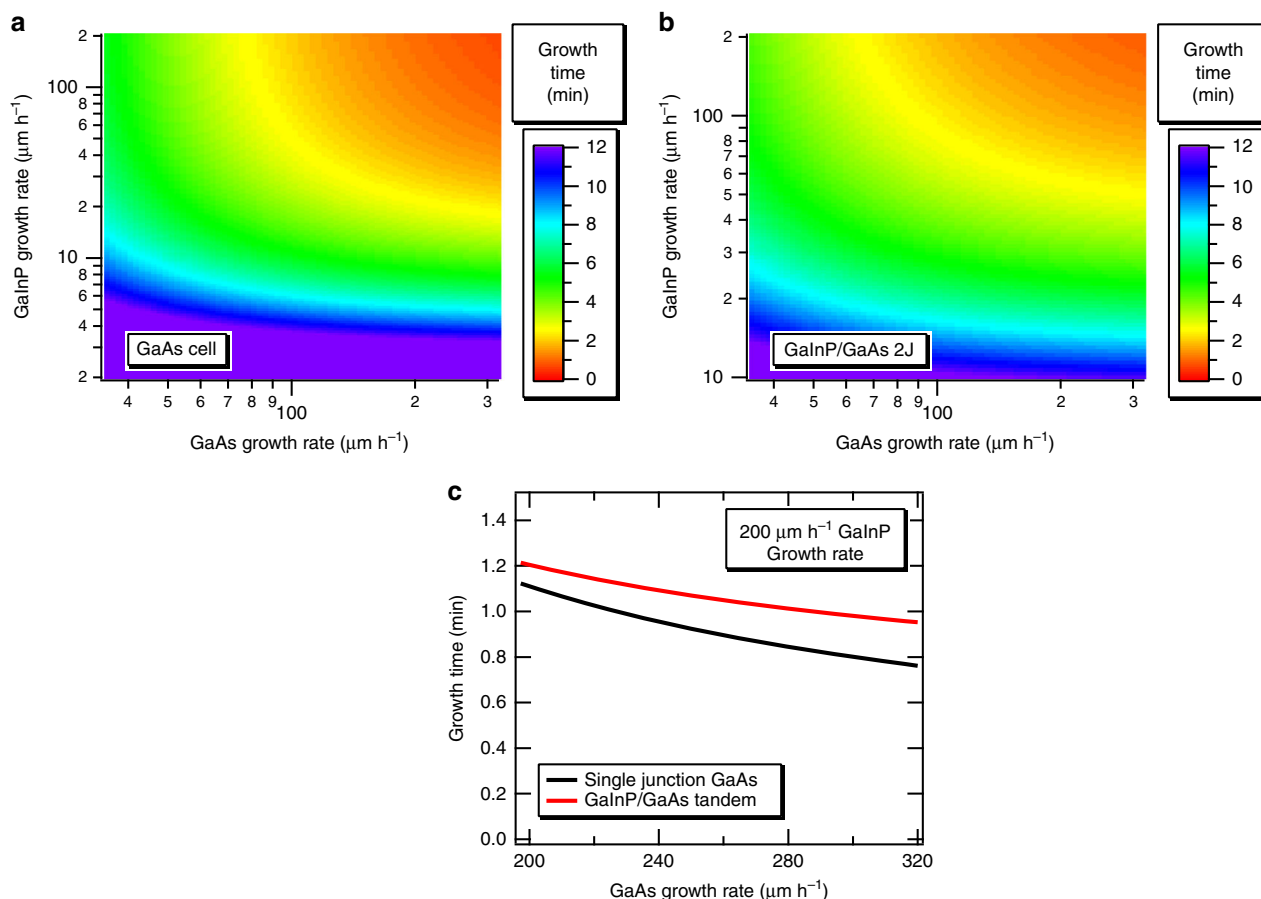 a
GaInP growth rate (μm h⁻¹)
2
100
8
6
4
2
10
8
6
4
2
GaAs cell
4 5 6 7 8 9 100 2 3
GaAs growth rate (μm h⁻¹)
Growth
time
(min)
12
10
8
6
4
2
0
b
GaInP growth rate (μm h⁻¹)
2
100
8
7
6
5
4
3
2
10
GaInP/GaAs 2J
4 5 6 7 8 9 100 2 3
GaAs growth rate (μm h⁻¹)
Growth
time
(min)
12
10
8
6
4
2
0
c
Growth time (min)
1.4
1.2
1.0
0.8
0.6
0.4
0.2
0.0
200 μm h⁻¹ GaInP
Growth rate
Single junction GaAs
GaInP/GaAs tandem
200 240 280 320
GaAs growth rate (μm h⁻¹)